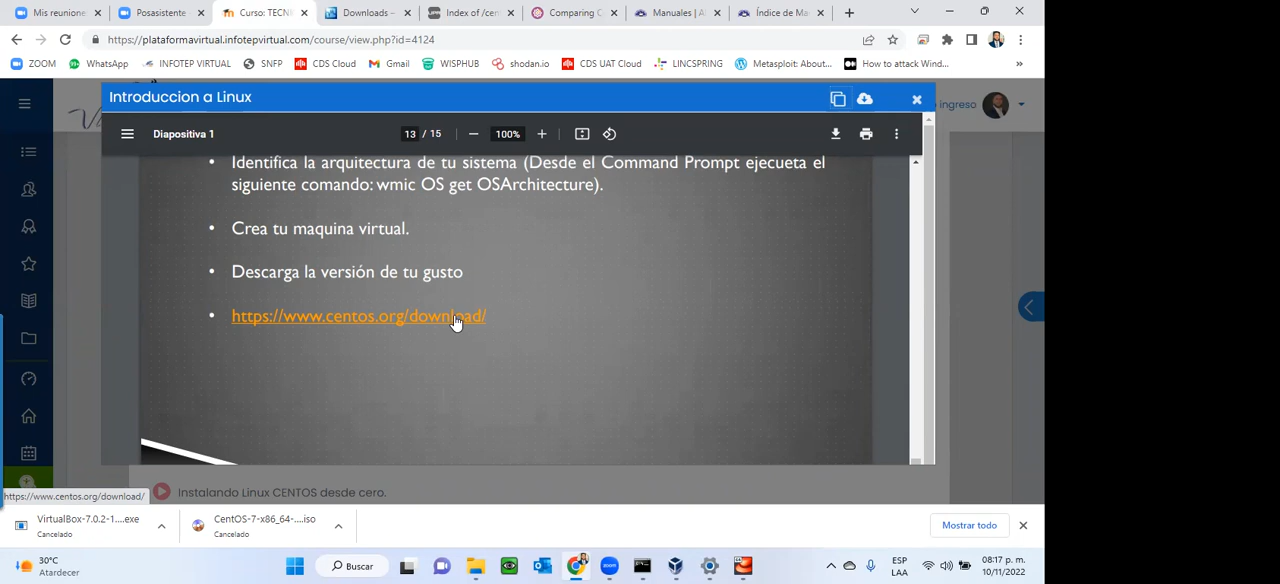 Mis reunione
Posasistente -
Curso: TECNI
Downloads –
Index of /cen
Comparing C
Manuales | A
Índice de Ma
https://plataformavirtual.infotepvirtual.com/course/view.php?id=4124
ZOOM
WhatsApp
INFOTEP VIRTUAL
SNFP
CDS Cloud
Gmail
WISPHUB
shodan.io
CDS UAT Cloud
LINCSPRING
Metasploit: About...
How to attack Wind...
Introduccion a Linux
ingreso
Diapositiva 1
13 / 15
100%
• Identifica la arquitectura de tu sistema (Desde el Command Prompt ejecueta el
siguiente comando: wmic OS get OSArchitecture).
• Crea tu maquina virtual.
• Descarga la versión de tu gusto
• https://www.centos.org/download/
Instalando Linux CENTOS desde cero.
https://www.centos.org/download/
VirtualBox-7.0.2-1....exe
Cancelado
CentOS-7-x86_64-....iso
Cancelado
Mostrar todo
30°C
Atardecer
Buscar
ESP
LAA
08:17 p. m.
10/11/2022